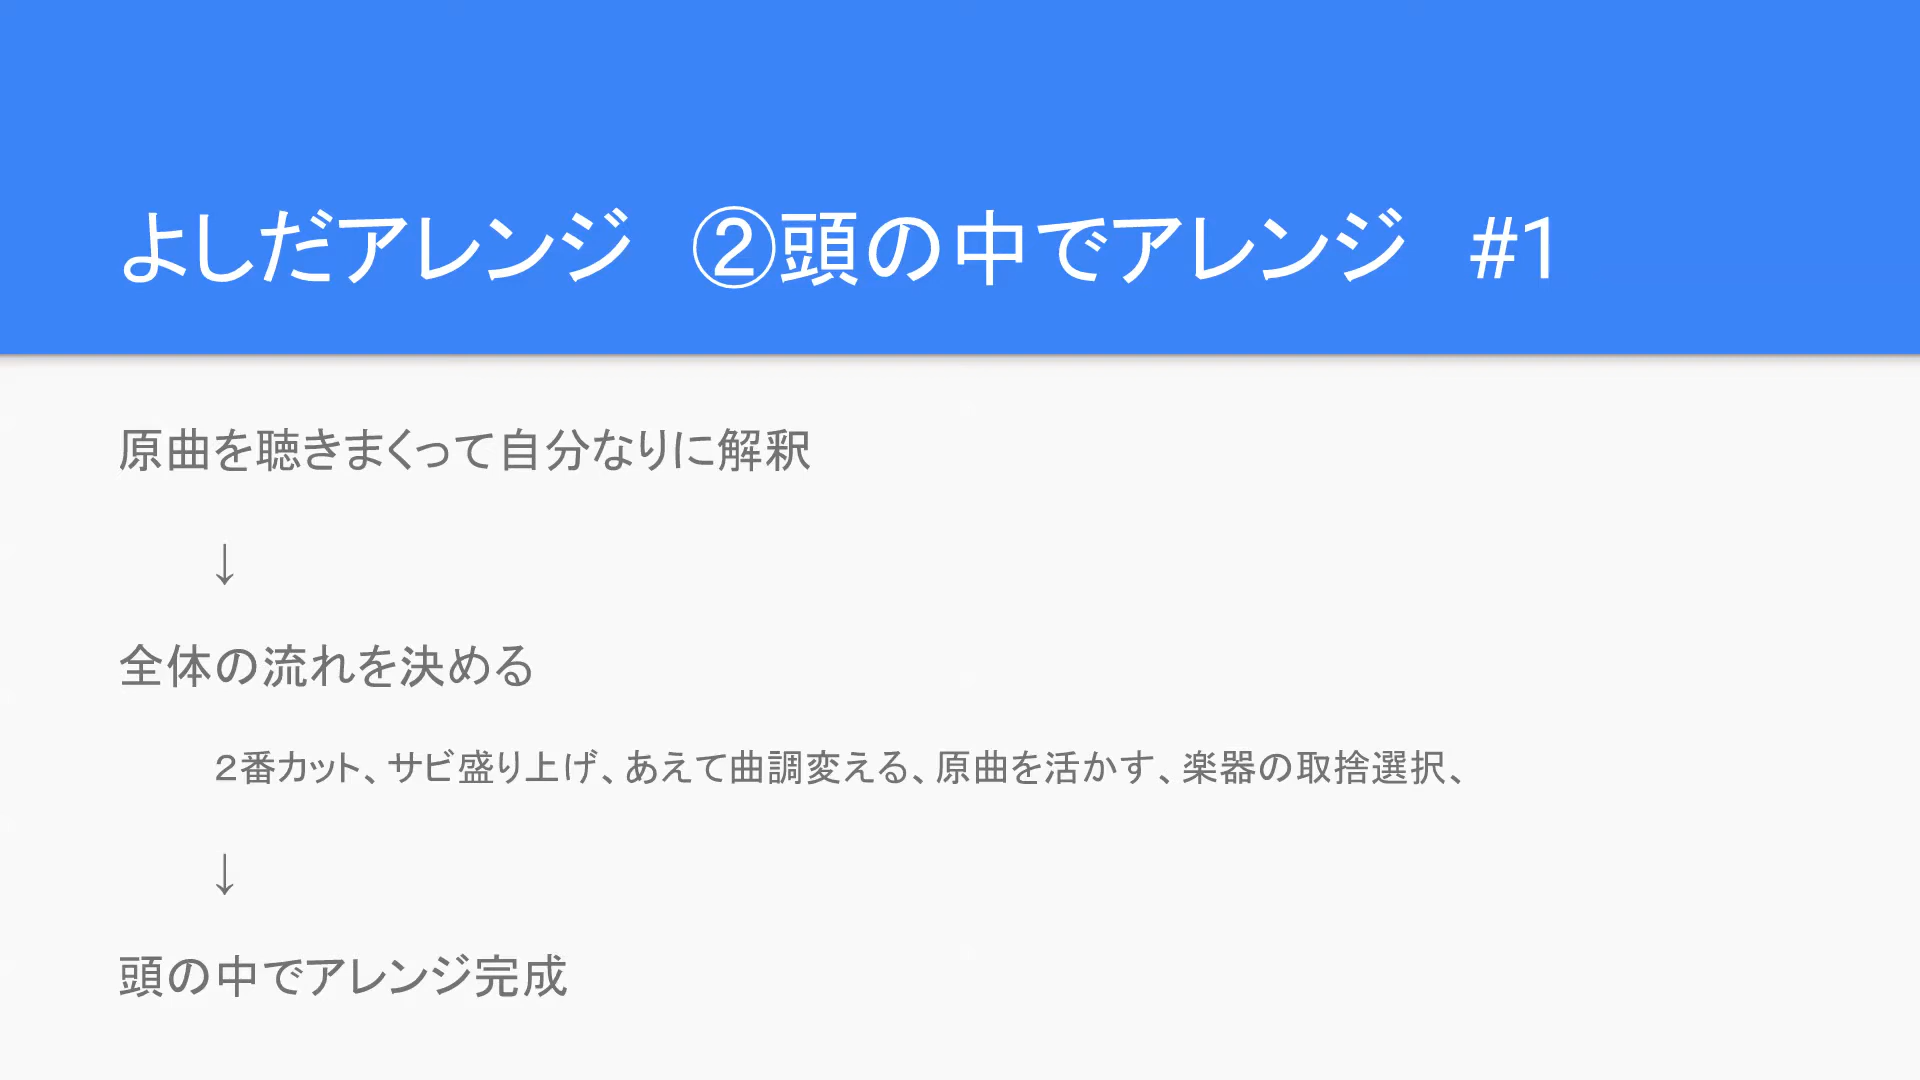 よしだアレンジ　②頭の中でアレンジ　#1
原曲を聴きまくって自分なりに解釈
↓
全体の流れを決める
２番カット、サビ盛り上げ、あえて曲調変える、原曲を活かす、楽器の取捨選択、
↓
頭の中でアレンジ完成